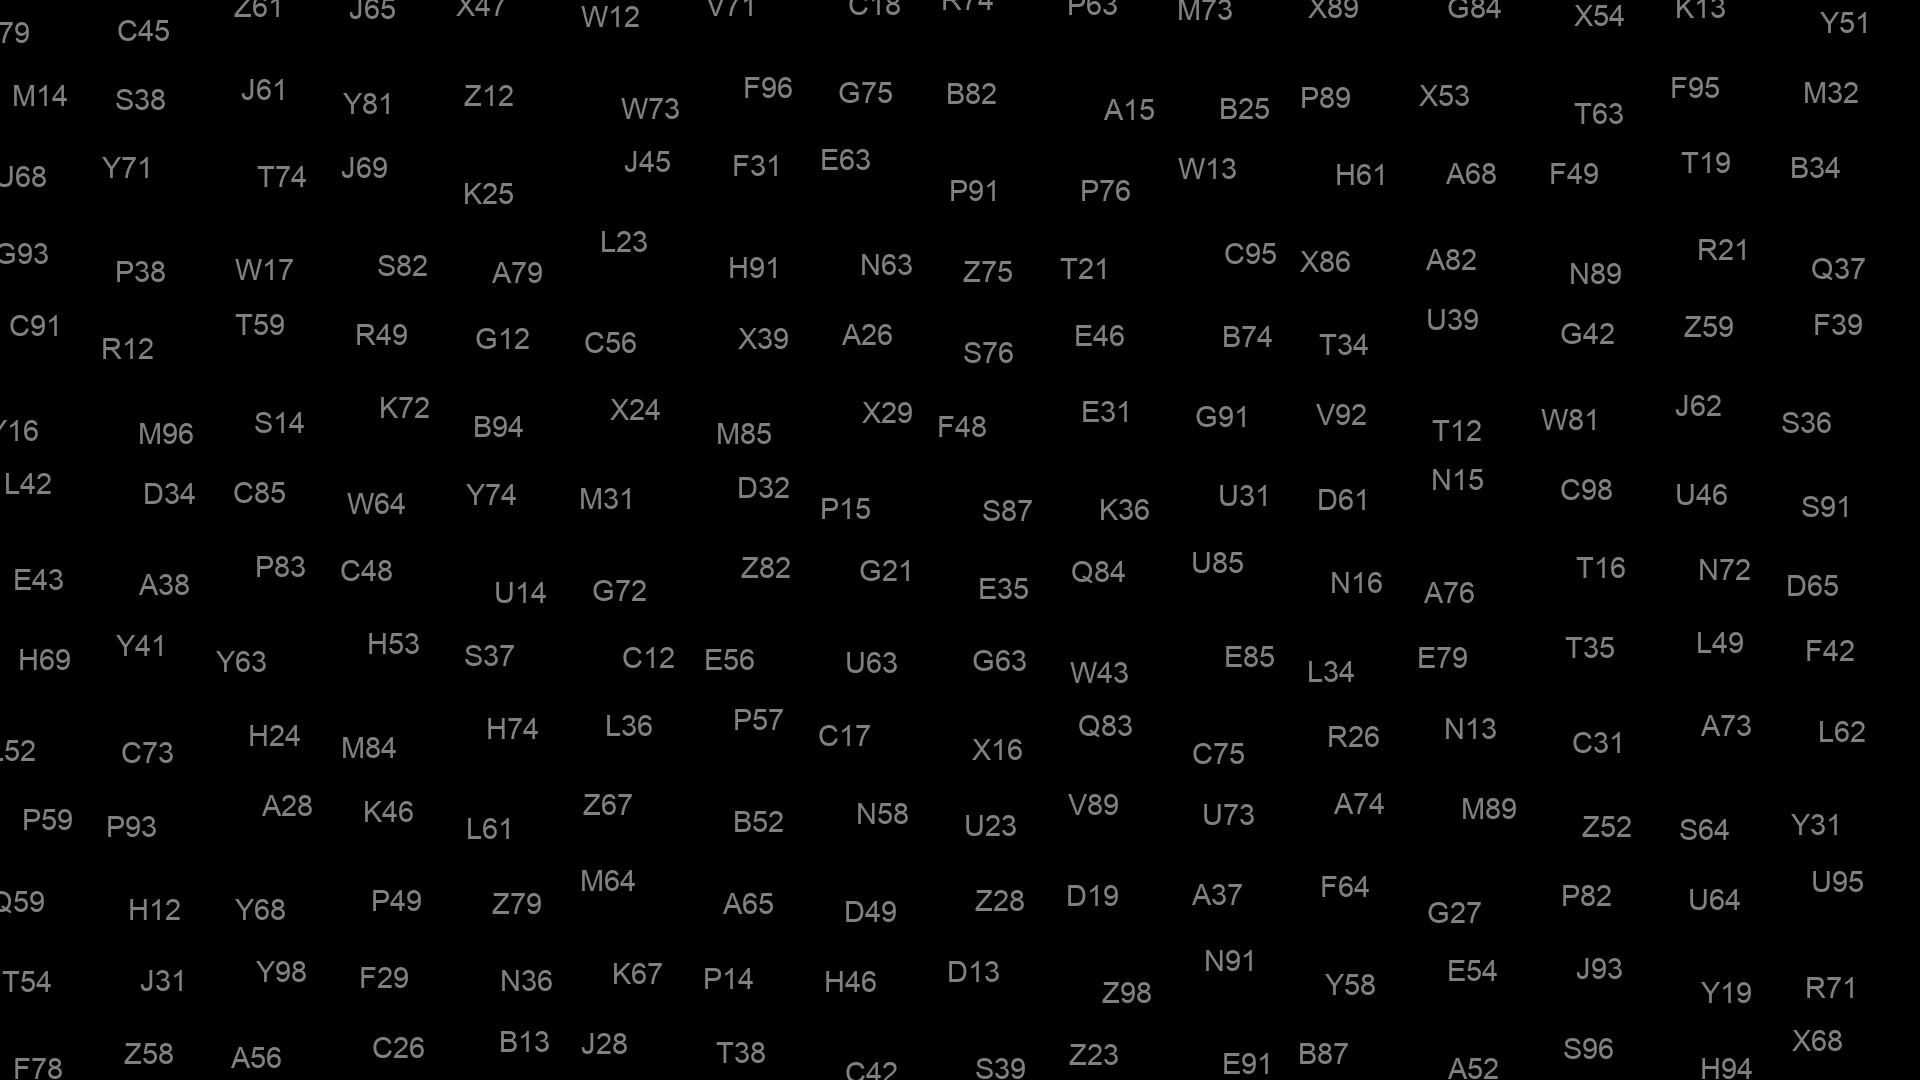 79 C45 Z61 J65 X47 W12 V71 C18 R74 P63 M73 X89 G84 X54 K13 Y51
M14 S38 J61 Y81 Z12 W73 F96 G75 B82 A15 B25 P89 X53 T63 F95 M32
U68 Y71 T74 J69 K25 J45 F31 E63 P91 P76 W13 H61 A68 F49 T19 B34
G93 P38 W17 S82 A79 L23 H91 N63 Z75 T21 C95 X86 A82 N89 R21 Q37
C91 R12 T59 R49 G12 C56 X39 A26 S76 E46 B74 T34 U39 G42 Z59 F39
Y16 M96 S14 K72 B94 X24 M85 X29 F48 E31 G91 V92 T12 W81 J62 S36
L42 D34 C85 W64 Y74 M31 D32 P15 S87 K36 U31 D61 N15 C98 U46 S91
E43 A38 P83 C48 U14 G72 Z82 G21 E35 Q84 U85 N16 A76 T16 N72 D65
H69 Y41 Y63 H53 S37 C12 E56 U63 G63 W43 E85 L34 E79 T35 L49 F42
52 C73 H24 M84 H74 L36 P57 C17 X16 Q83 C75 R26 N13 C31 A73 L62
P59 P93 A28 K46 L61 Z67 B52 N58 U23 V89 U73 A74 M89 Z52 S64 Y31
Q59 H12 Y68 P49 Z79 M64 A65 D49 Z28 D19 A37 F64 G27 P82 U64 U95
T54 J31 Y98 F29 N36 K67 P14 H46 D13 Z98 N91 Y58 E54 J93 Y19 R71
F78 Z58 A56 C26 B13 J28 T38 C42 S39 Z23 E91 B87 A52 S96 H94 X68